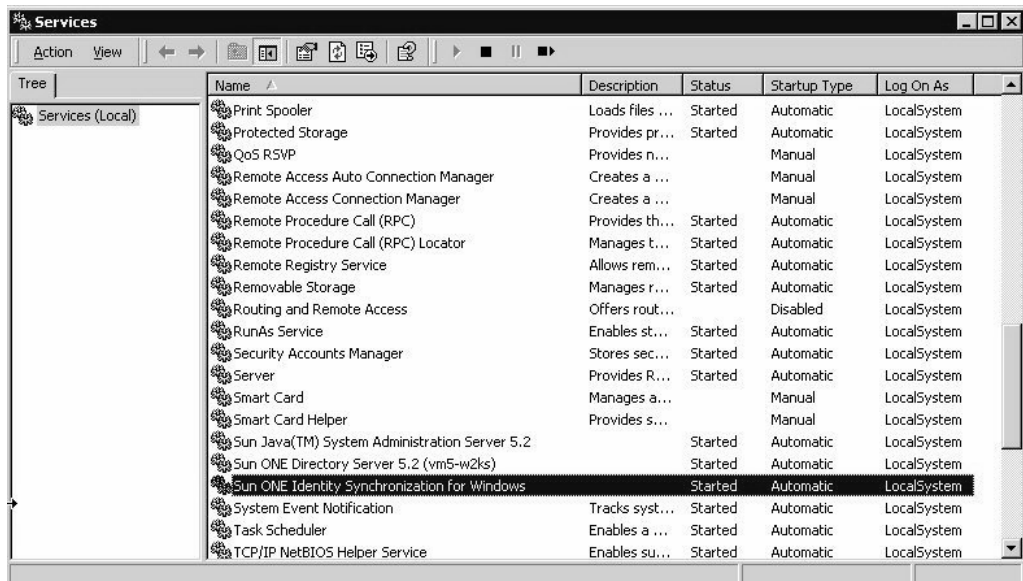 Services
Action View
Tree
Services (Local)
Name Description Status Startup Type Log On As
Print Spooler Loads files ... Started Automatic LocalSystem
Protected Storage Provides pr... Started Automatic LocalSystem
QoS RSVP Provides n... Manual LocalSystem
Remote Access Auto Connection Manager Creates a ... Manual LocalSystem
Remote Access Connection Manager Creates a ... Manual LocalSystem
Remote Procedure Call (RPC) Provides th... Started Automatic LocalSystem
Remote Procedure Call (RPC) Locator Manages t... Started Automatic LocalSystem
Remote Registry Service Allows rem... Started Automatic LocalSystem
Removable Storage Manages r... Started Automatic LocalSystem
Routing and Remote Access Offers rout... Disabled LocalSystem
RunAs Service Enables st... Started Automatic LocalSystem
Security Accounts Manager Stores sec... Started Automatic LocalSystem
Server Provides R... Started Automatic LocalSystem
Smart Card Manages a... Manual LocalSystem
Smart Card Helper Provides s... Manual LocalSystem
Sun Java(TM) System Administration Server 5.2 Started Automatic LocalSystem
Sun ONE Directory Server 5.2 (vm5-w2ks) Started Automatic LocalSystem
Sun ONE Identity Synchronization for Windows Started Automatic LocalSystem
System Event Notification Tracks syst... Started Automatic LocalSystem
Task Scheduler Enables a ... Started Automatic LocalSystem
TCP/IP NetBIOS Helper Service Enables su... Started Automatic LocalSystem